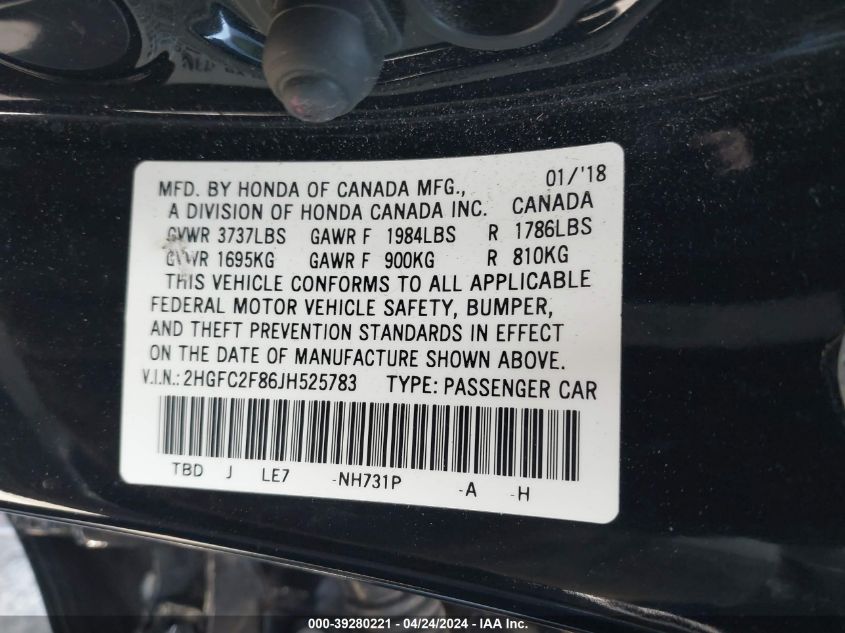 MFD. BY HONDA OF CANADA MFG., 01/'18
A DIVISION OF HONDA CANADA INC. CANADA
GVWR 3737LBS GAWR F 1984LBS R 1786LBS
GVWR 1695KG GAWR F 900KG R 810KG
THIS VEHICLE CONFORMS TO ALL APPLICABLE
FEDERAL MOTOR VEHICLE SAFETY, BUMPER,
AND THEFT PREVENTION STANDARDS IN EFFECT
ON THE DATE OF MANUFACTURE SHOWN ABOVE.
V.I.N.: 2HGFC2F86JH525783 TYPE: PASSENGER CAR
TBD J LE7 -NH731P -A -H
000-39280221 - 04/24/2024 - IAA Inc.